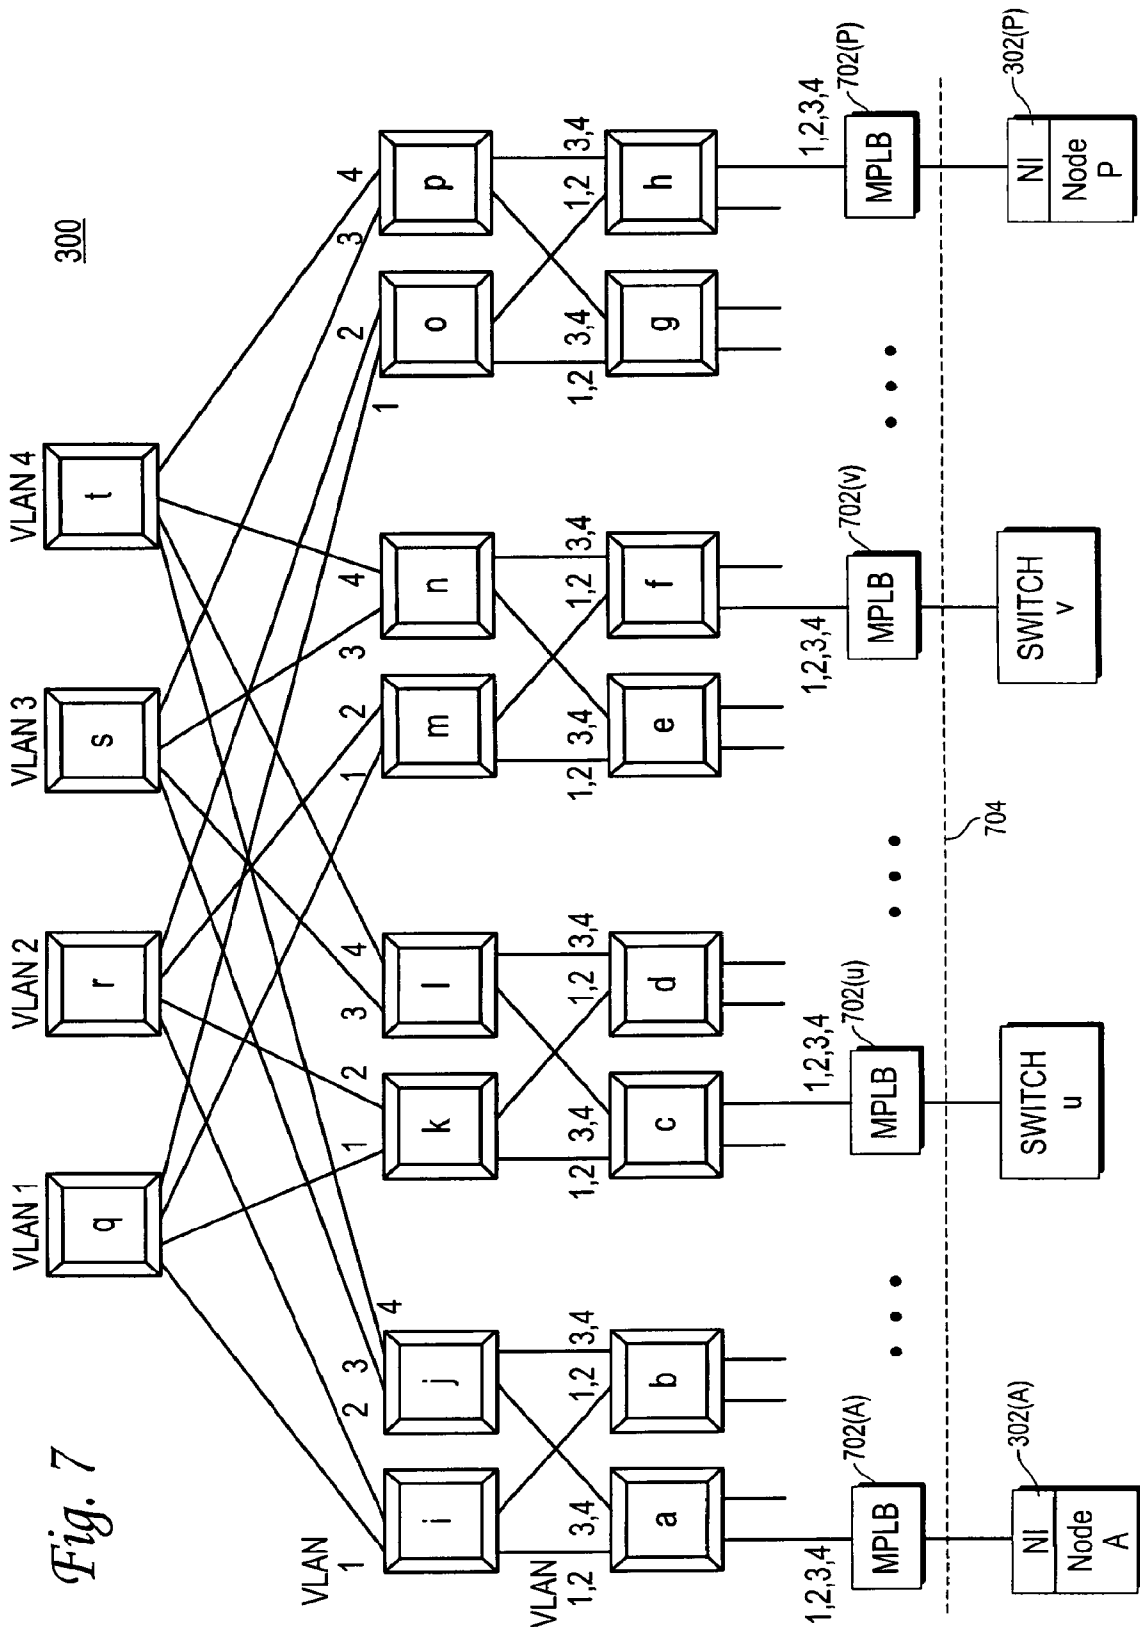 Fig. 7
300
VLAN 1
VLAN 2
VLAN 3
VLAN 4
q
r
s
t
VLAN
1
2
3
4
1
2
3
4
1
2
3
4
1
2
3
4
i
j
k
l
m
n
o
p
VLAN
1,2
3,4
1,2
3,4
1,2
3,4
1,2
3,4
1,2
3,4
1,2
3,4
1,2
3,4
1,2
3,4
a
b
c
d
e
f
g
h
1,2,3,4
702(A)
1,2,3,4
702(u)
1,2,3,4
702(v)
1,2,3,4
702(P)
MPLB
MPLB
MPLB
MPLB
704
302(A)
302(P)
NI
Node
A
SWITCH
u
SWITCH
v
NI
Node
P